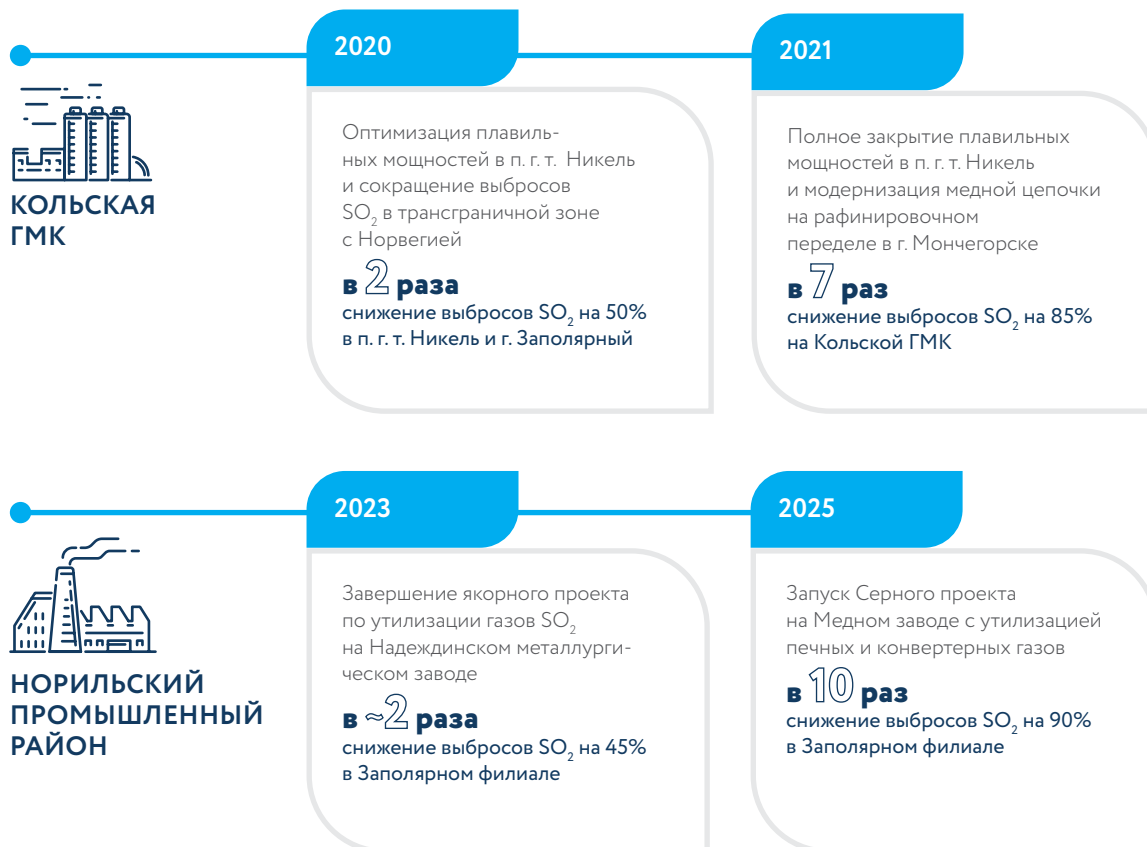 КОЛЬСКАЯ
ГМК
2020
Оптимизация плавиль-
ных мощностей в п. г. т. Никель
и сокращение выбросов
SO₂ в трансграничной зоне
с Норвегией
в 2 раза
снижение выбросов SO₂ на 50%
в п. г. т. Никель и г. Заполярный
2021
Полное закрытие плавильных
мощностей в п. г. т. Никель
и модернизация медной цепочки
на рафинировочном
переделе в г. Мончегорске
в 7 раз
снижение выбросов SO₂ на 85%
на Кольской ГМК
НОРИЛЬСКИЙ
ПРОМЫШЛЕННЫЙ
РАЙОН
2023
Завершение якорного проекта
по утилизации газов SO₂
на Надеждинском металлурги-
ческом заводе
в ~2 раза
снижение выбросов SO₂ на 45%
в Заполярном филиале
2025
Запуск Серного проекта
на Медном заводе с утилизацией
печных и конвертерных газов
в 10 раз
снижение выбросов SO₂ на 90%
в Заполярном филиале